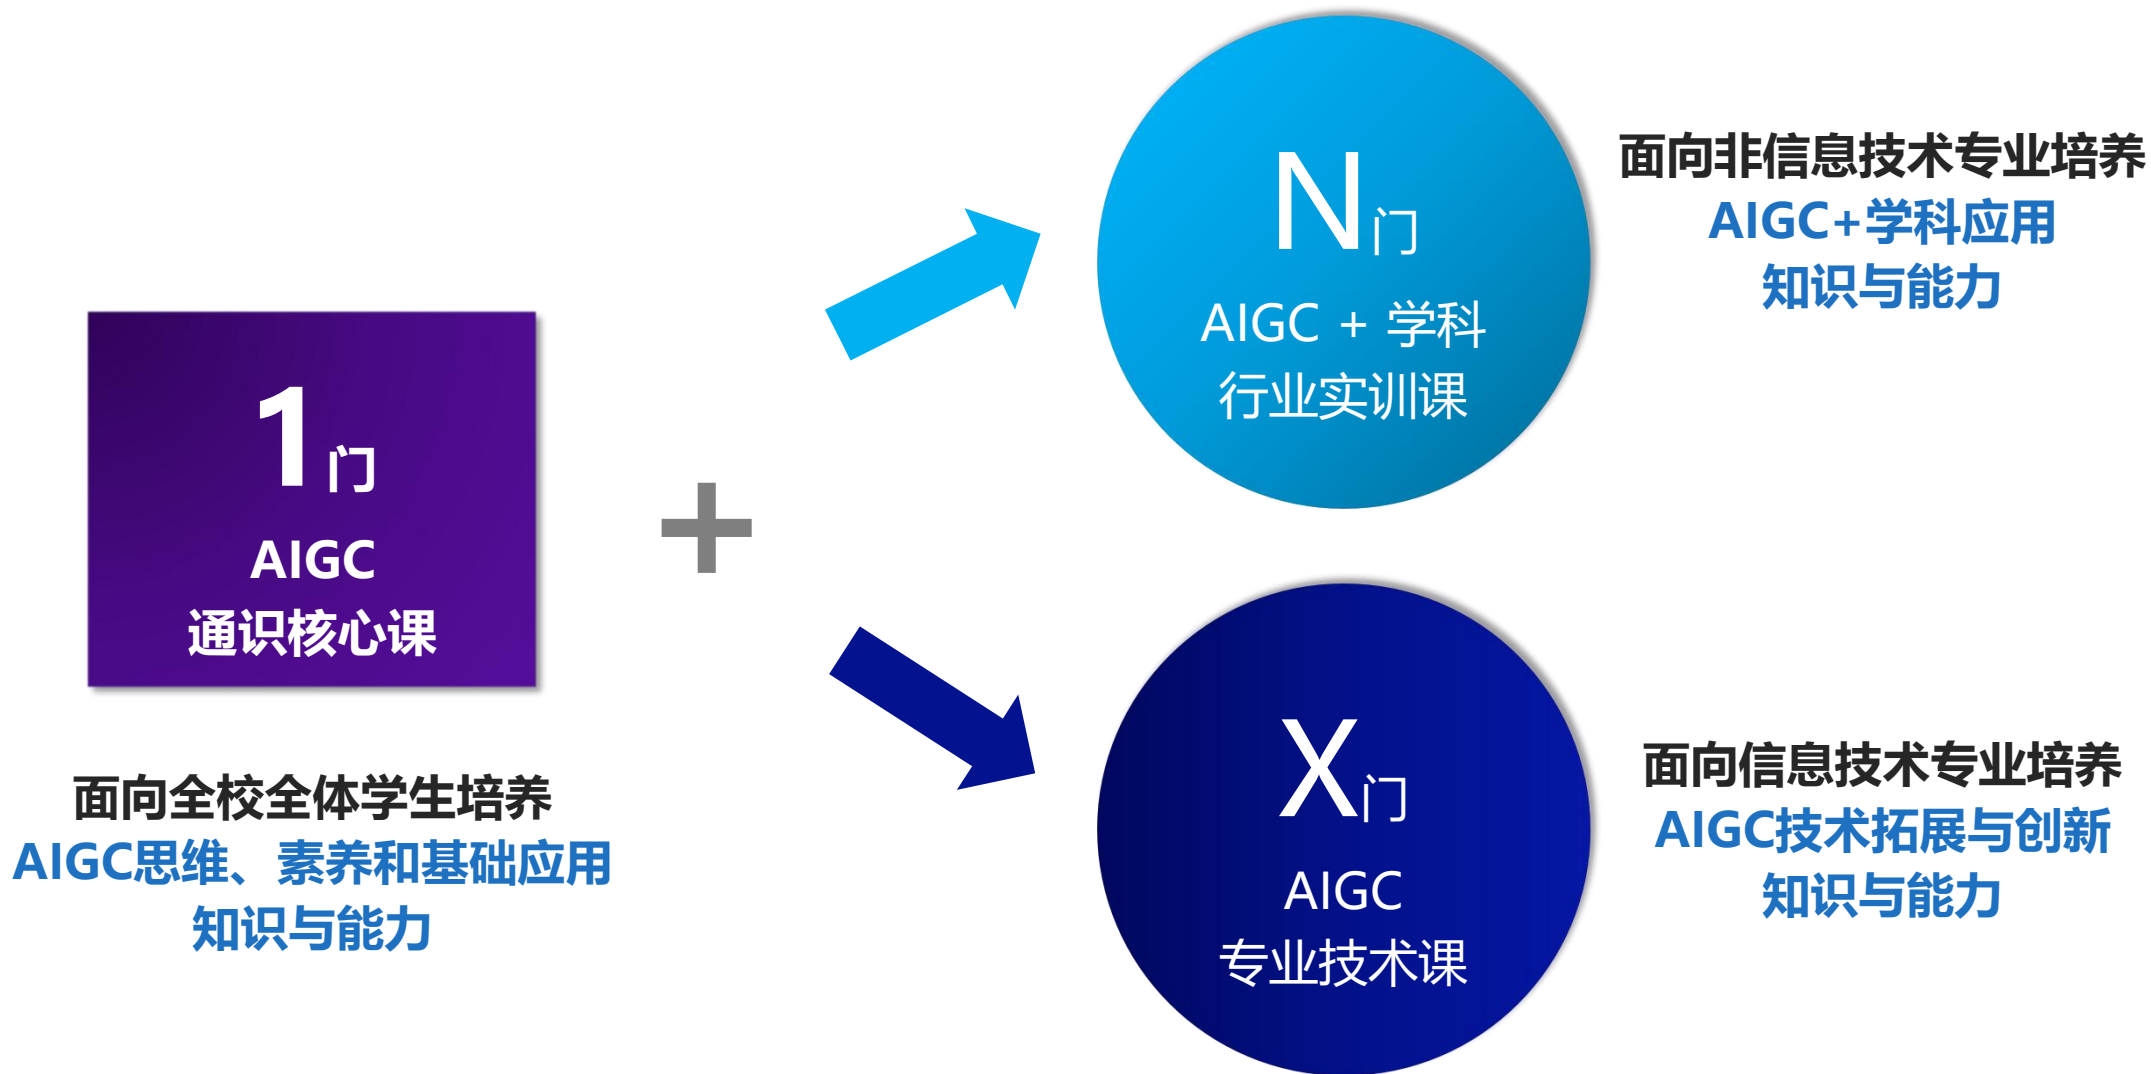 1门
AIGC
通识核心课
面向全校全体学生培养
AIGC思维、素养和基础应用
知识与能力
+
N门
AIGC + 学科
行业实训课
面向非信息技术专业培养
AIGC+学科应用
知识与能力
X门
AIGC
专业技术课
面向信息技术专业培养
AIGC技术拓展与创新
知识与能力